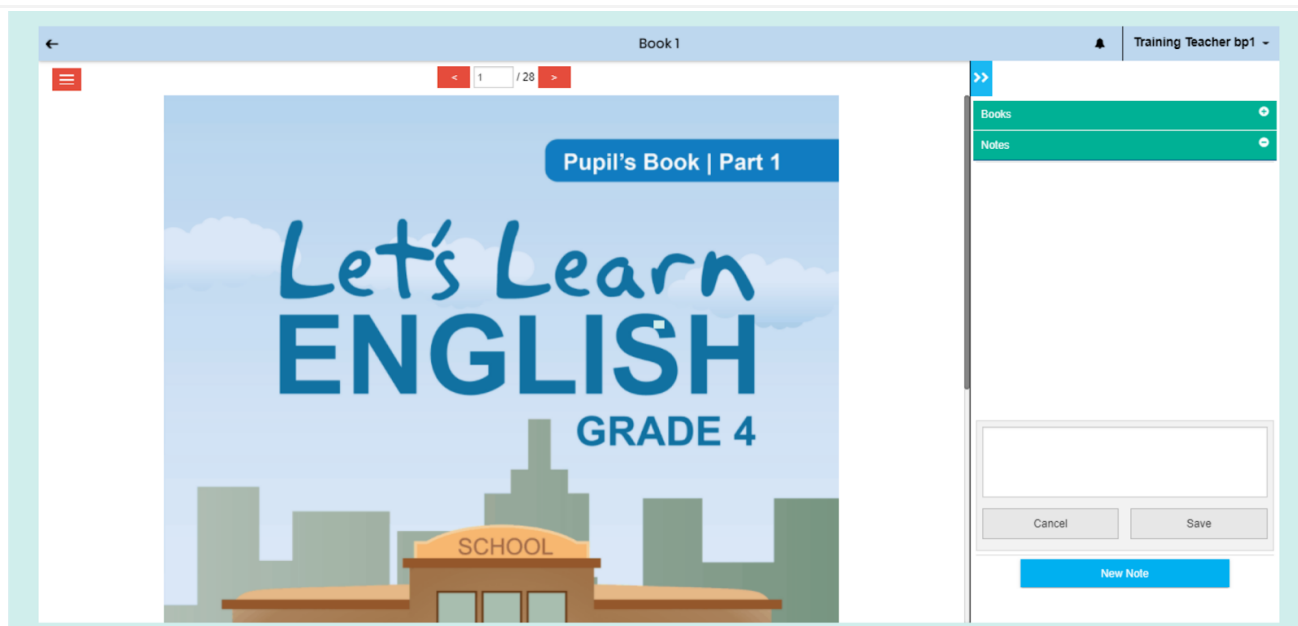 Book 1
Training Teacher bp1
< 1 / 28 >
Books
Notes
Pupil's Book | Part 1
Let's Learn
ENGLISH
GRADE 4
SCHOOL
Cancel Save
New Note